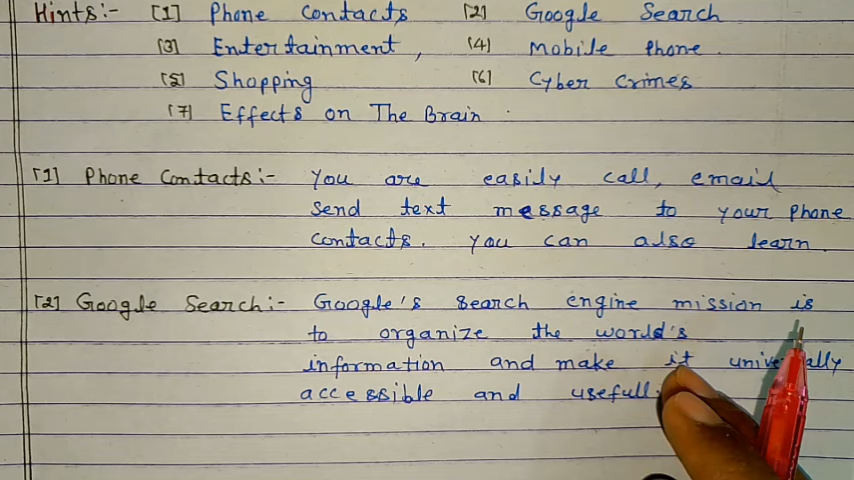 Hints:- [1] Phone Contacts [2] Google Search
[3] Entertainment, [4] Mobile Phone.
[5] Shopping [6] Cyber Crimes
[7] Effects on The Brain.
[1] Phone Contacts:- You are easily call, email
Send text message to your Phone
Contacts. You can also learn.
[2] Google Search:- Google's search engine mission is
to organize the world's
information and make it
accessible and usefull.